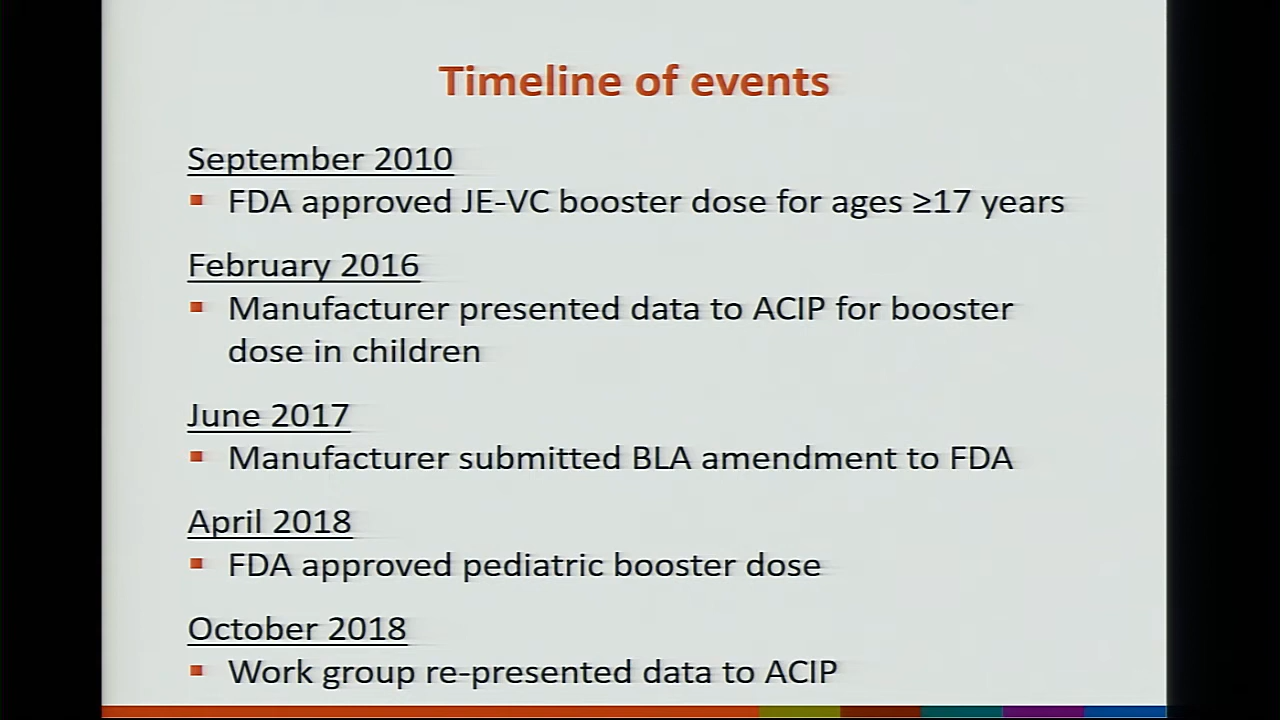 Timeline of events
September 2010
▪ FDA approved JE-VC booster dose for ages ≥17 years
February 2016
▪ Manufacturer presented data to ACIP for booster
dose in children
June 2017
▪ Manufacturer submitted BLA amendment to FDA
April 2018
▪ FDA approved pediatric booster dose
October 2018
▪ Work group re-presented data to ACIP